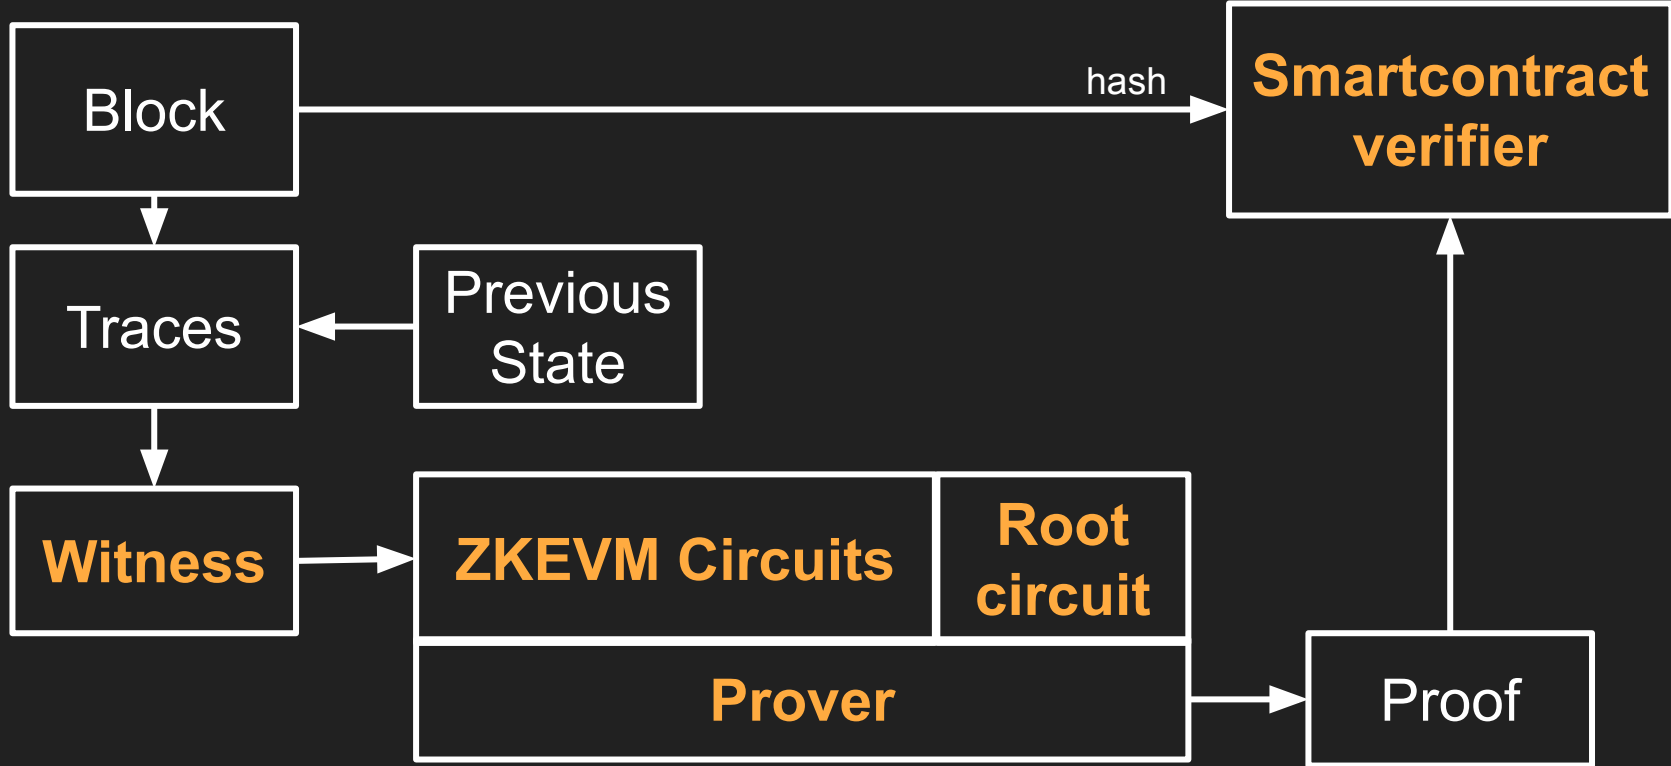 Block
hash
Smartcontract
verifier
Traces
Previous
State
Witness
ZKEVM Circuits
Root
circuit
Prover
Proof